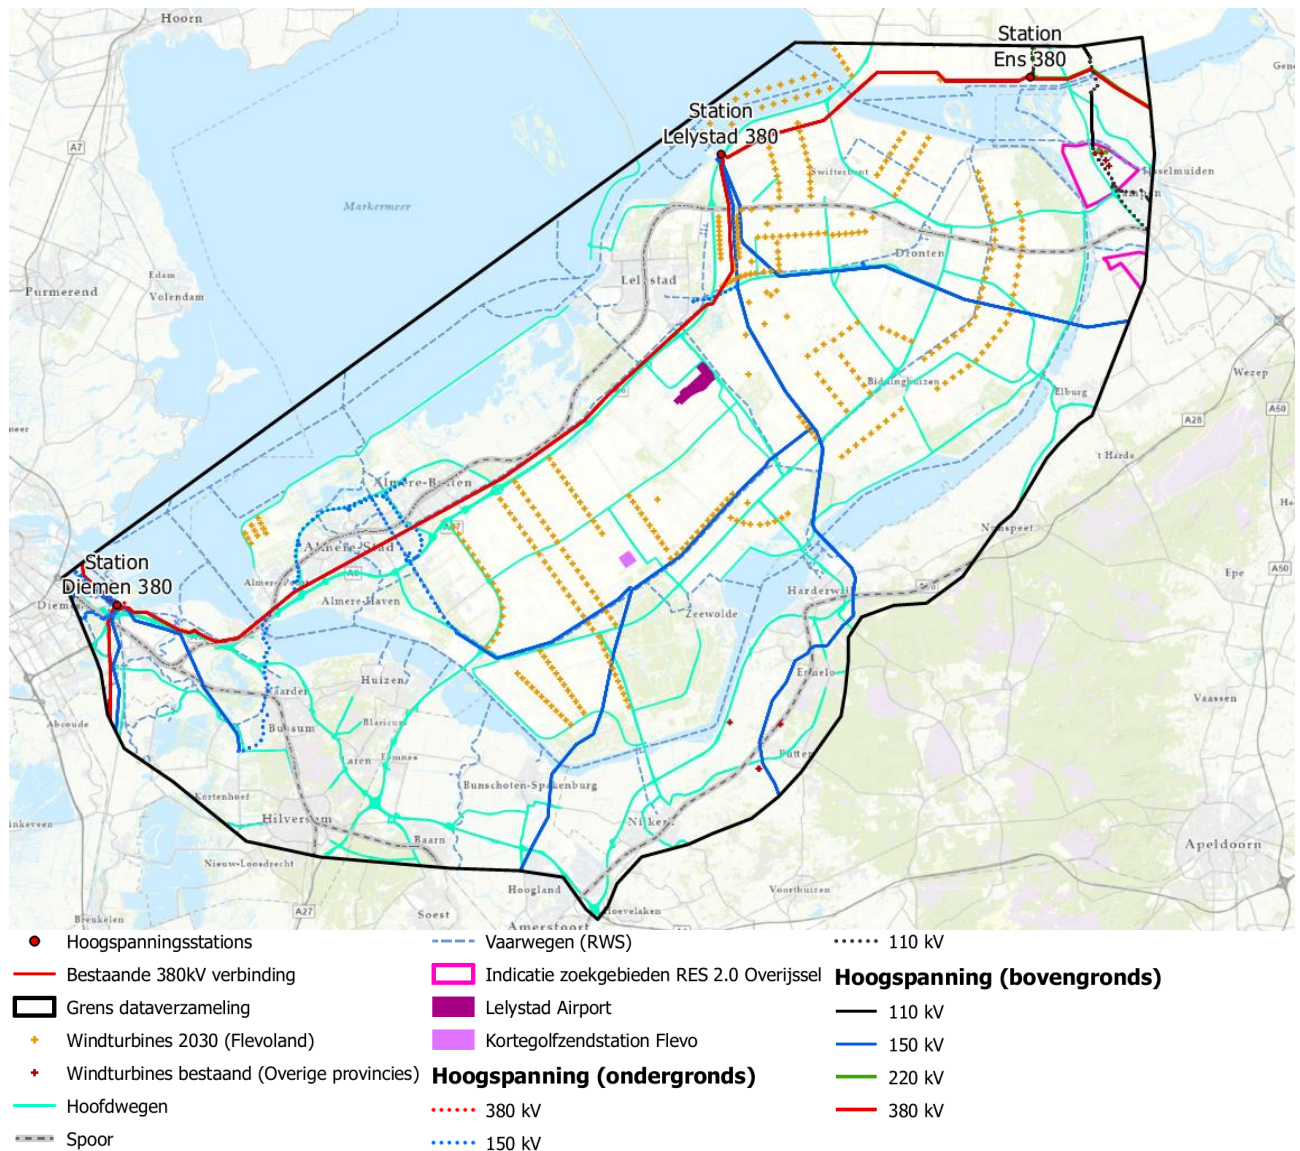 Hoorn
Station
Ens 380
A7
Station
Lelystad 380
Swifterbant
Markermeer
Edam
Volendam
Purmerend
Lelystad
Dronten
Wezep
A50
Biddinghuizen
Elburg
A28
't Harde
Almere-Buiten
Nunspeet
Almere-Stad
Station
Diemen 380
Almere-Haven
A6
Harderwijk
Epe
A50
Zeewolde
Huizen
Ermelo
Vaassen
Abcoude
Bussum
Blaricum
Laren
Eemnes
Putten
Bunschoten-Spakenburg
Kortenhoef
Hilversum
Nijkerk
Baarn
Apeldoorn
Nieuw-Loosdrecht
Hoogland
Voorthuizen
A27
Soest
Hoevelaken
Breukelen
Amersfoort
Hoogspanningsstations
Bestaande 380kV verbinding
Grens dataverzameling
Windturbines 2030 (Flevoland)
Windturbines bestaand (Overige provincies)
Hoofdwegen
Spoor
Vaarwegen (RWS)
Indicatie zoekgebieden RES 2.0 Overijssel
Lelystad Airport
Kortegolfzendstation Flevo
Hoogspanning (ondergronds)
380 kV
150 kV
110 kV
Hoogspanning (bovengronds)
110 kV
150 kV
220 kV
380 kV